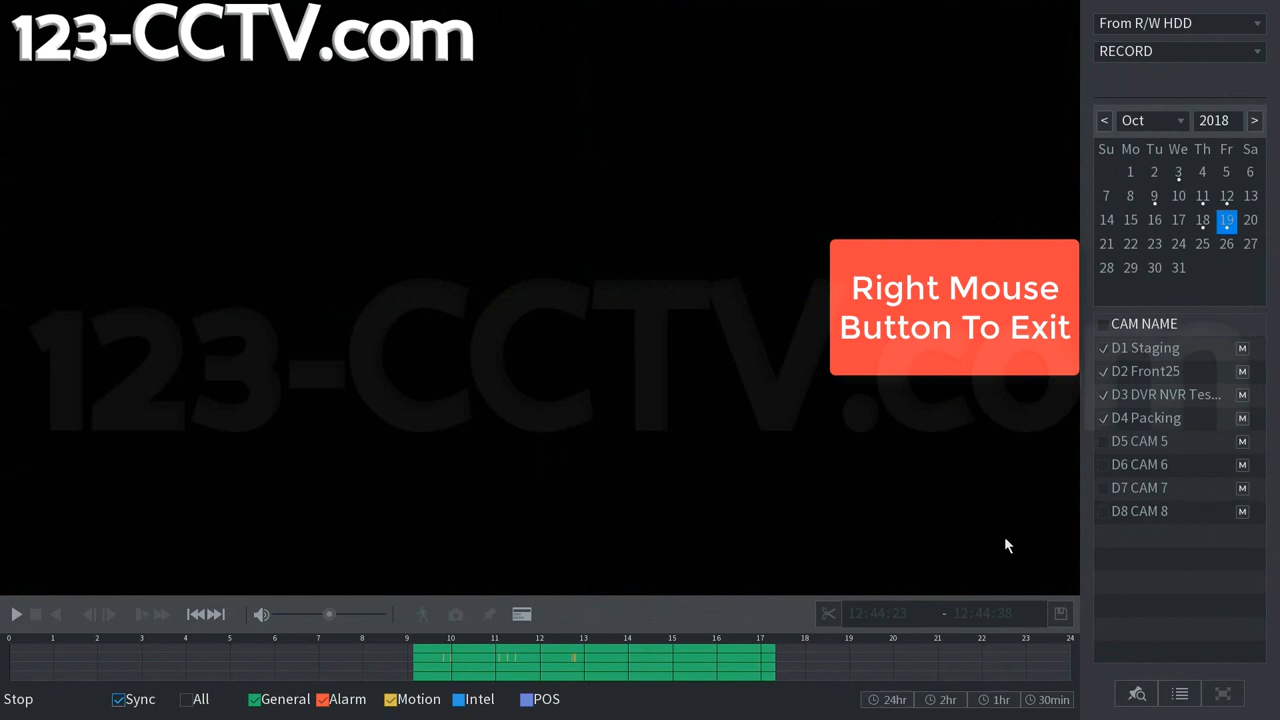 123-CCTV.com
From R/W HDD
RECORD
< Oct 2018 >
Su Mo Tu We Th Fr Sa
1 2 3 4 5 6
7 8 9 10 11 12 13
14 15 16 17 18 19 20
21 22 23 24 25 26 27
28 29 30 31
Right Mouse
Button To Exit
123-CCTV.com
CAM NAME
D1 Staging M
D2 Front25 M
D3 DVR NVR Tes... M
D4 Packing M
D5 CAM 5 M
D6 CAM 6 M
D7 CAM 7 M
D8 CAM 8 M
12:44:23 - 12:44:38
0 1 2 3 4 5 6 7 8 9 10 11 12 13 14 15 16 17 18 19 20 21 22 23 24
Stop Sync All General Alarm Motion Intel POS 24hr 2hr 1hr 30min